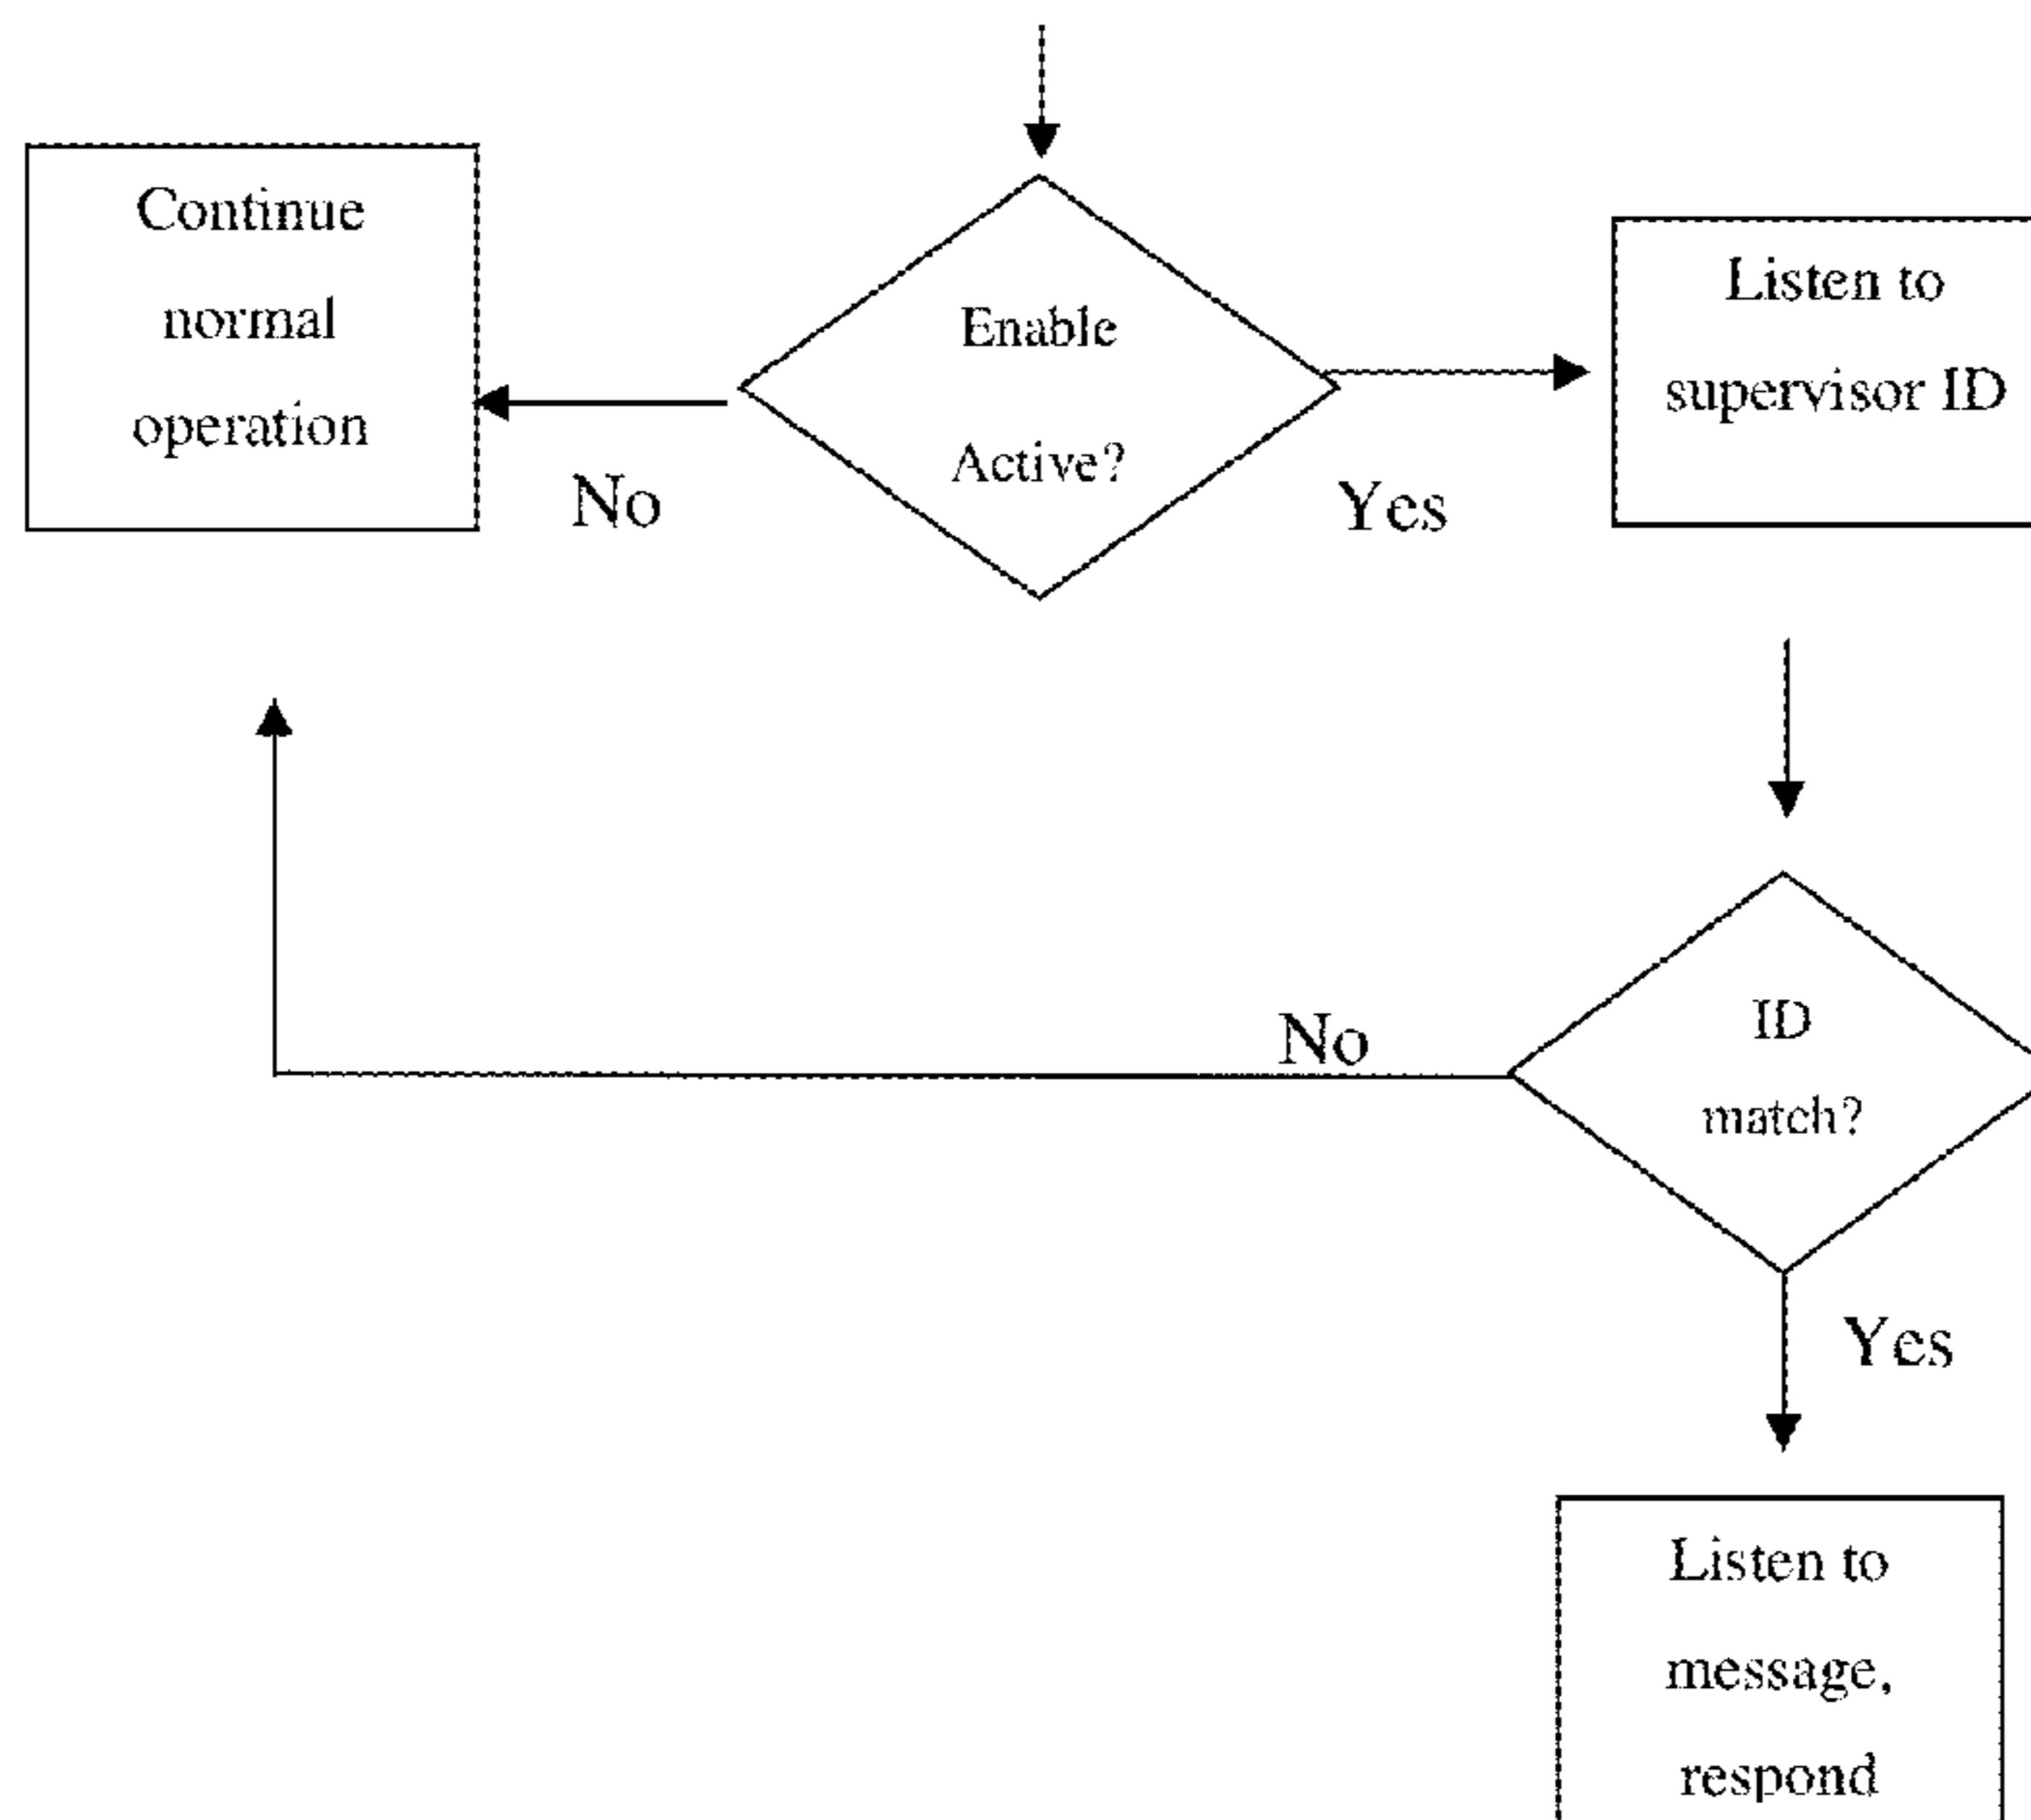 Continue
normal
operation
No
Enable
Active?
Yes
Listen to
supervisor ID
No
ID
match?
Yes
Listen to
message,
respond